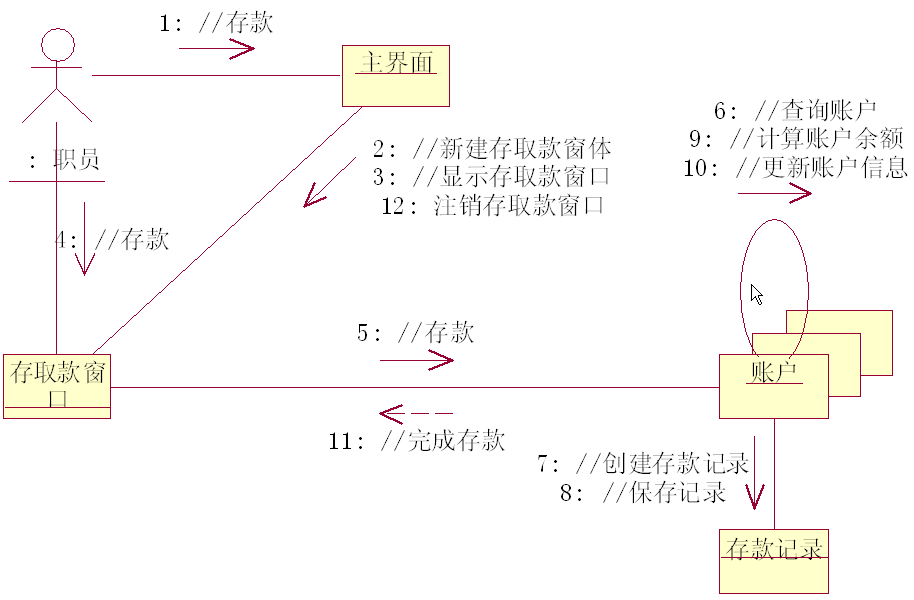 1: //存款
主界面
: 职员
2: //新建存取款窗体
3: //显示存取款窗口
12: 注销存取款窗口
6: //查询账户
9: //计算账户余额
10: //更新账户信息
4: //存款
5: //存款
存取款窗
口
账户
11: //完成存款
7: //创建存款记录
8: //保存记录
存款记录